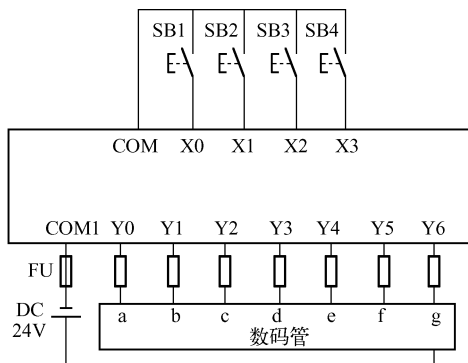 SB1 SB2 SB3 SB4
COM X0 X1 X2 X3
COM1 Y0 Y1 Y2 Y3 Y4 Y5 Y6
FU
DC
24V
a b c d e f g
数码管